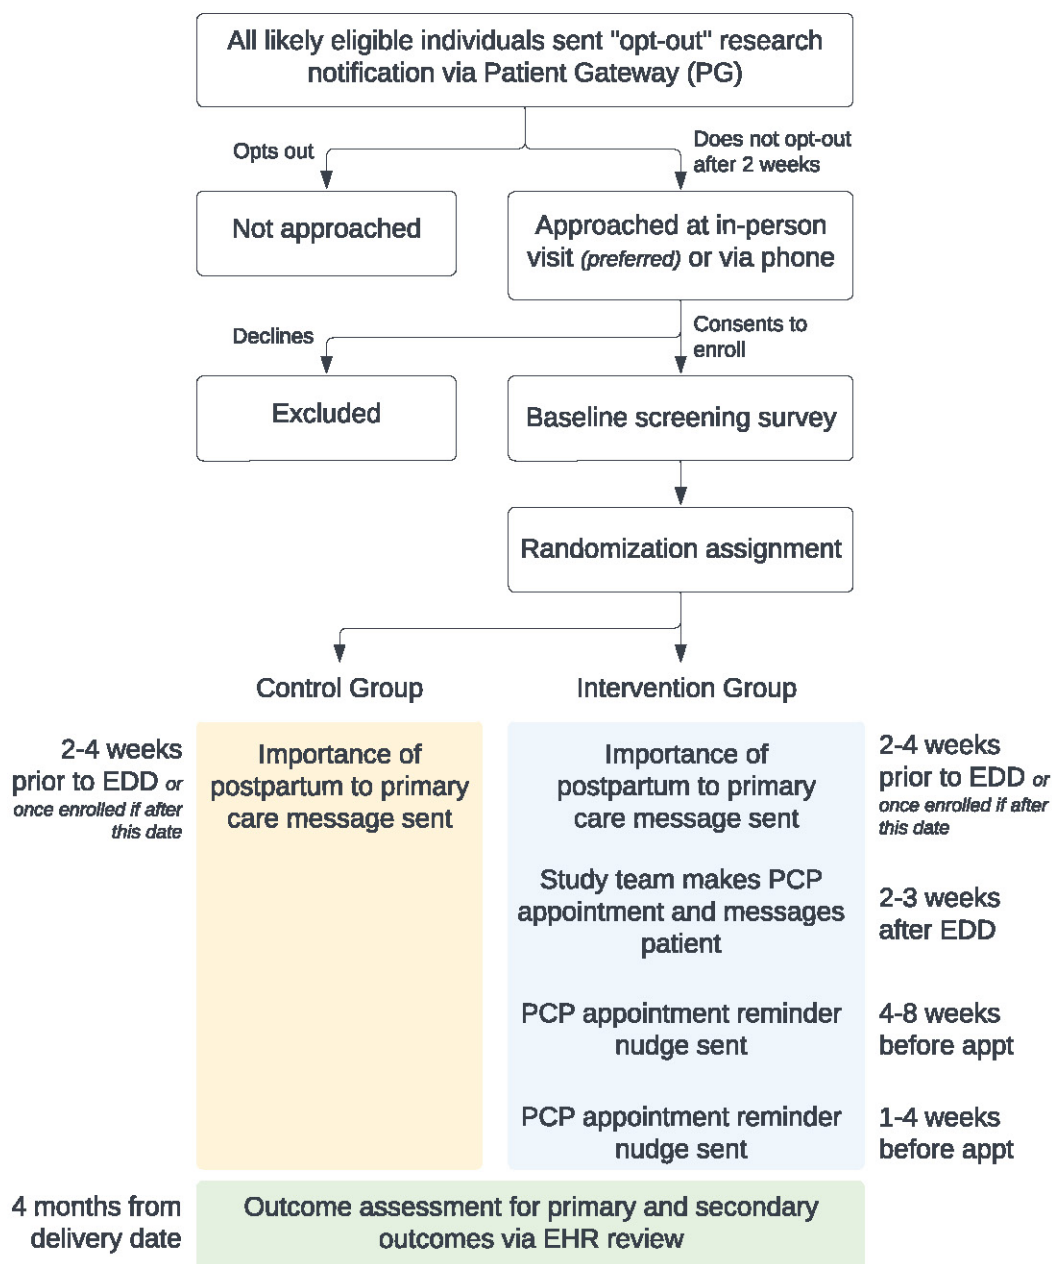 All likely eligible individuals sent "opt-out" research
notification via Patient Gateway (PG)
Opts out
Does not opt-out
after 2 weeks
Not approached
Approached at in-person
visit (preferred) or via phone
Declines
Consents to
enroll
Excluded
Baseline screening survey
Randomization assignment
Control Group
Intervention Group
2-4 weeks
prior to EDD or
once enrolled if after
this date
Importance of
postpartum to primary
care message sent
Importance of
postpartum to primary
care message sent
2-4 weeks
prior to EDD or
once enrolled if after
this date
Study team makes PCP
appointment and messages
patient
2-3 weeks
after EDD
PCP appointment reminder
nudge sent
4-8 weeks
before appt
PCP appointment reminder
nudge sent
1-4 weeks
before appt
4 months from
delivery date
Outcome assessment for primary and secondary
outcomes via EHR review